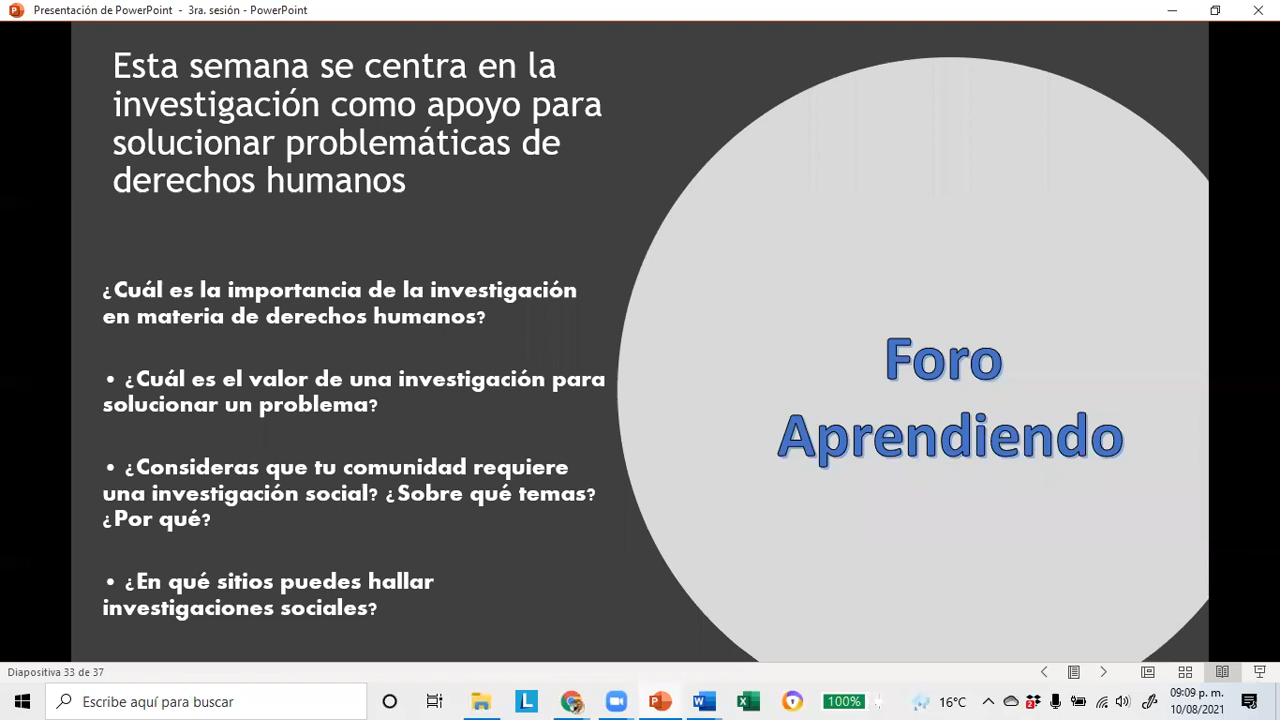 Presentación de PowerPoint - 3ra. sesión - PowerPoint
Esta semana se centra en la
investigación como apoyo para
solucionar problemáticas de
derechos humanos
¿Cuál es la importancia de la investigación
en materia de derechos humanos?
• ¿Cuál es el valor de una investigación para
solucionar un problema?
• ¿Consideras que tu comunidad requiere
una investigación social? ¿Sobre qué temas?
¿Por qué?
• ¿En qué sitios puedes hallar
investigaciones sociales?
Foro
Aprendiendo
Diapositiva 33 de 37
Escribe aquí para buscar
100%
16°C
09:09 p. m.
10/08/2021